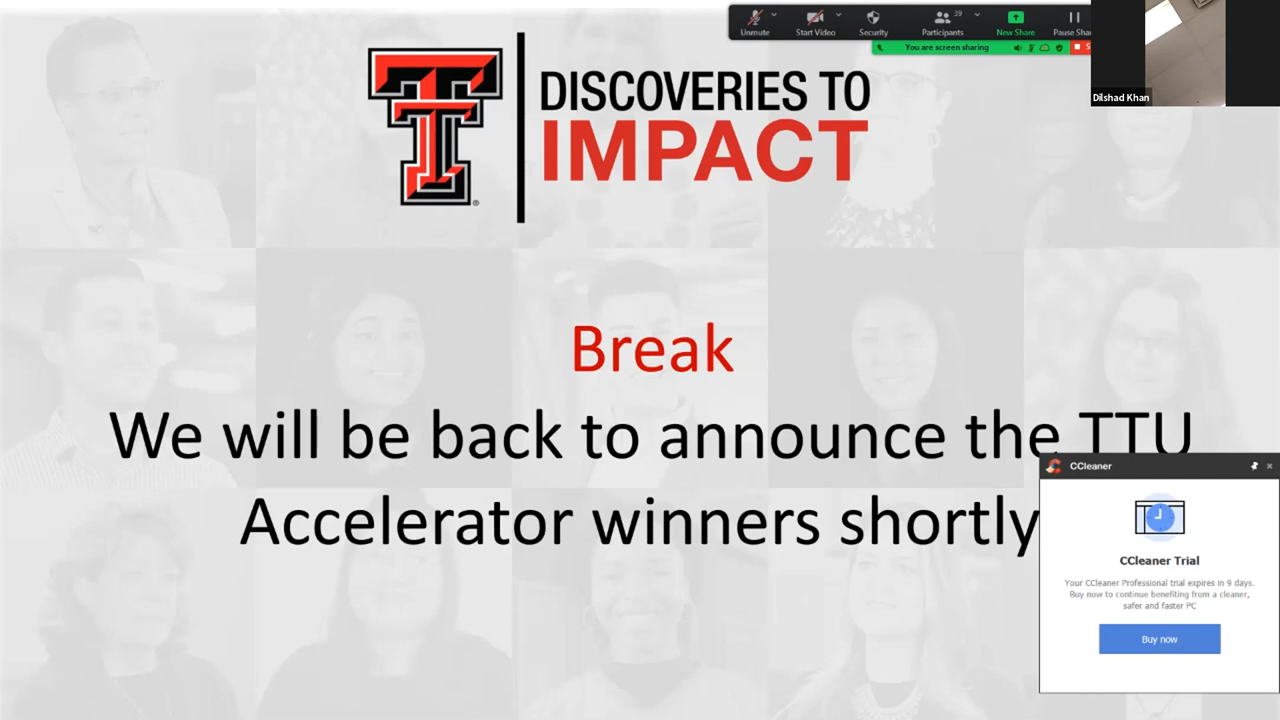 Unmute
Start Video
Security
39
Participants
New Share
You are screen sharing
Dilshad Khan
DISCOVERIES TO
IMPACT
®
Break
We will be back to announce the TTU
Accelerator winners shortly
CCleaner
CCleaner Trial
Your CCleaner Professional trial expires in 9 days.
Buy now to continue benefiting from a cleaner,
safer and faster PC
Buy now